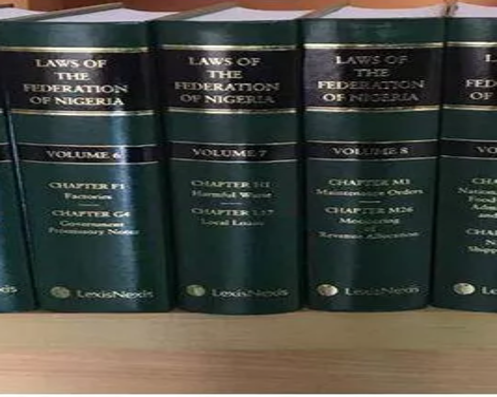 LAWS OF
THE
FEDERATION
OF NIGERIA
VOLUME 6
CHAPTER F1
Factories
CHAPTER G4
Government
Promissory Notes
LexisNexis
LAWS OF
THE
FEDERATION
OF NIGERIA
VOLUME 7
CHAPTER H1
Harmful Waste
CHAPTER L17
Local Loans
LexisNexis
LAWS OF
THE
FEDERATION
OF NIGERIA
VOLUME 8
CHAPTER M1
Maintenance Orders
CHAPTER M26
Monitoring
of
Revenue Allocation
LexisNexis